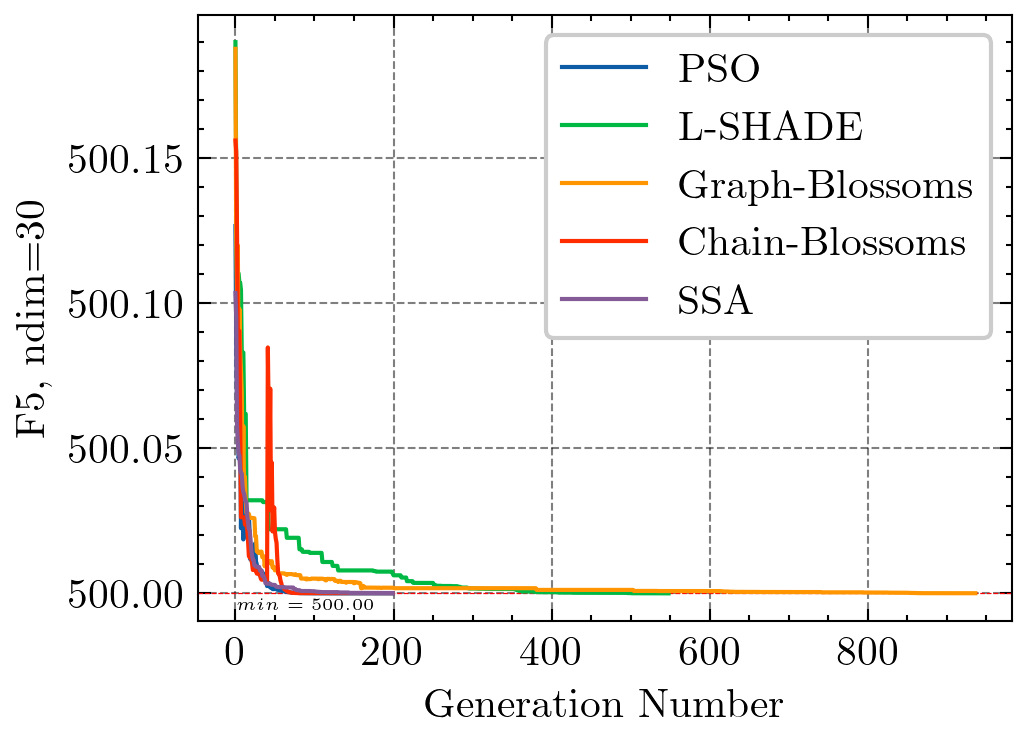 F5, ndim=30
500.15
500.10
500.05
500.00
PSO
L-SHADE
Graph-Blossoms
Chain-Blossoms
SSA
min = 500.00
0 200 400 600 800
Generation Number